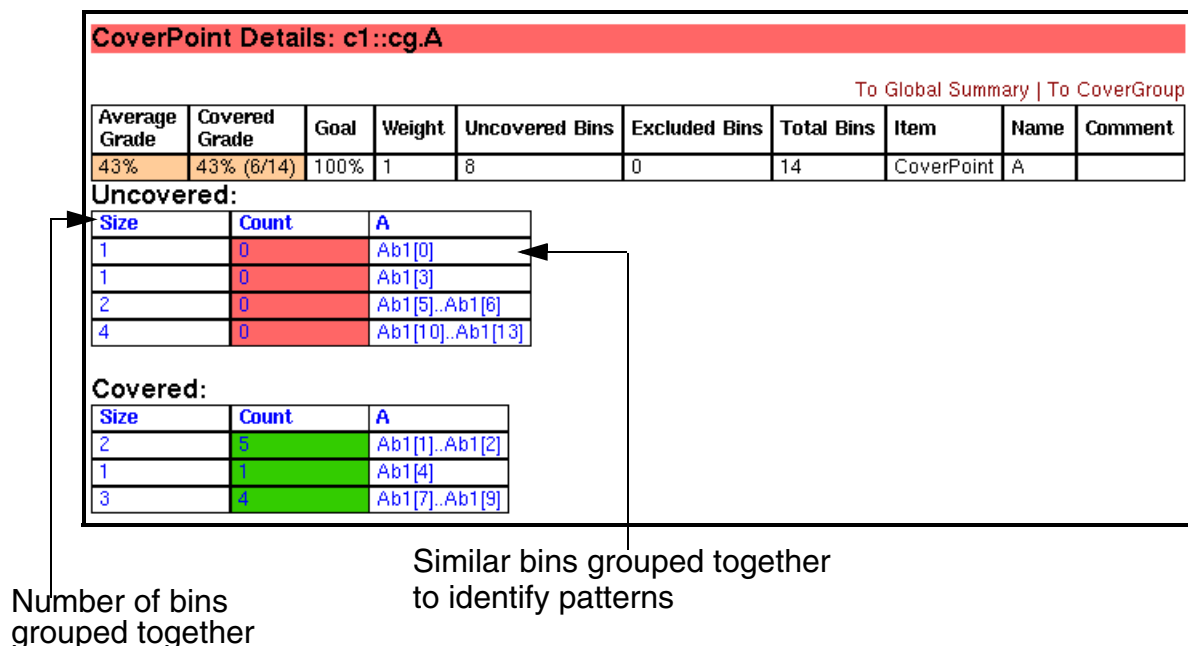 CoverPoint Details: c1::cg.A
To Global Summary | To CoverGroup
Average Grade Covered Grade Goal Weight Uncovered Bins Excluded Bins Total Bins Item Name Comment
43% 43% (6/14) 100% 1 8 0 14 CoverPoint A
Uncovered:
Size Count A
1 0 Ab1[0]
1 0 Ab1[3]
2 0 Ab1[5]..Ab1[6]
4 0 Ab1[10]..Ab1[13]
Covered:
Size Count A
2 5 Ab1[1]..Ab1[2]
1 1 Ab1[4]
3 4 Ab1[7]..Ab1[9]
Similar bins grouped together
to identify patterns
Number of bins
grouped together